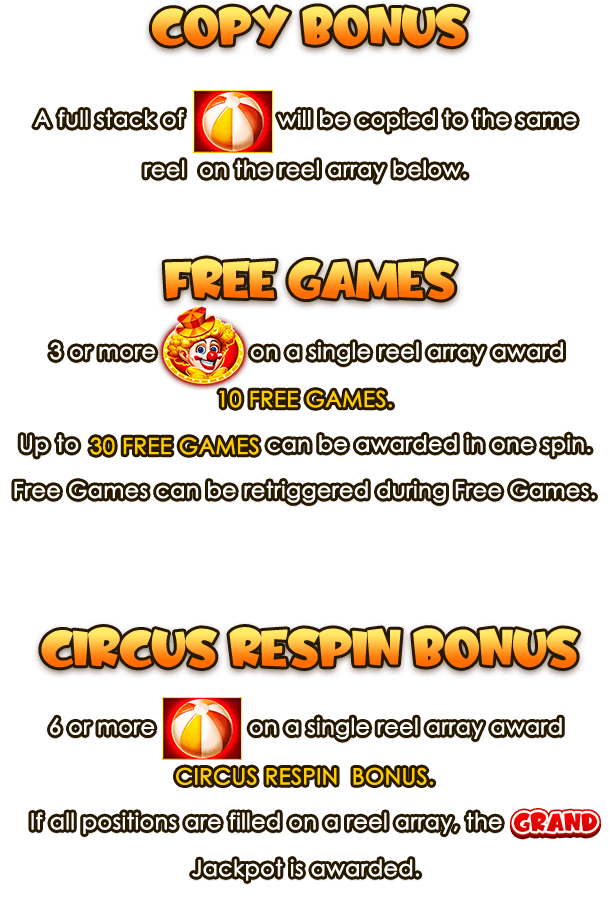 COPY BONUS
A full stack of will be copied to the same
reel on the reel array below.
FREE GAMES
3 or more on a single reel array award
10 FREE GAMES.
Up to 30 FREE GAMES can be awarded in one spin.
Free Games can be retriggered during Free Games.
CIRCUS RESPIN BONUS
6 or more on a single reel array award
CIRCUS RESPIN BONUS.
If all positions are filled on a reel array, the GRAND
Jackpot is awarded.